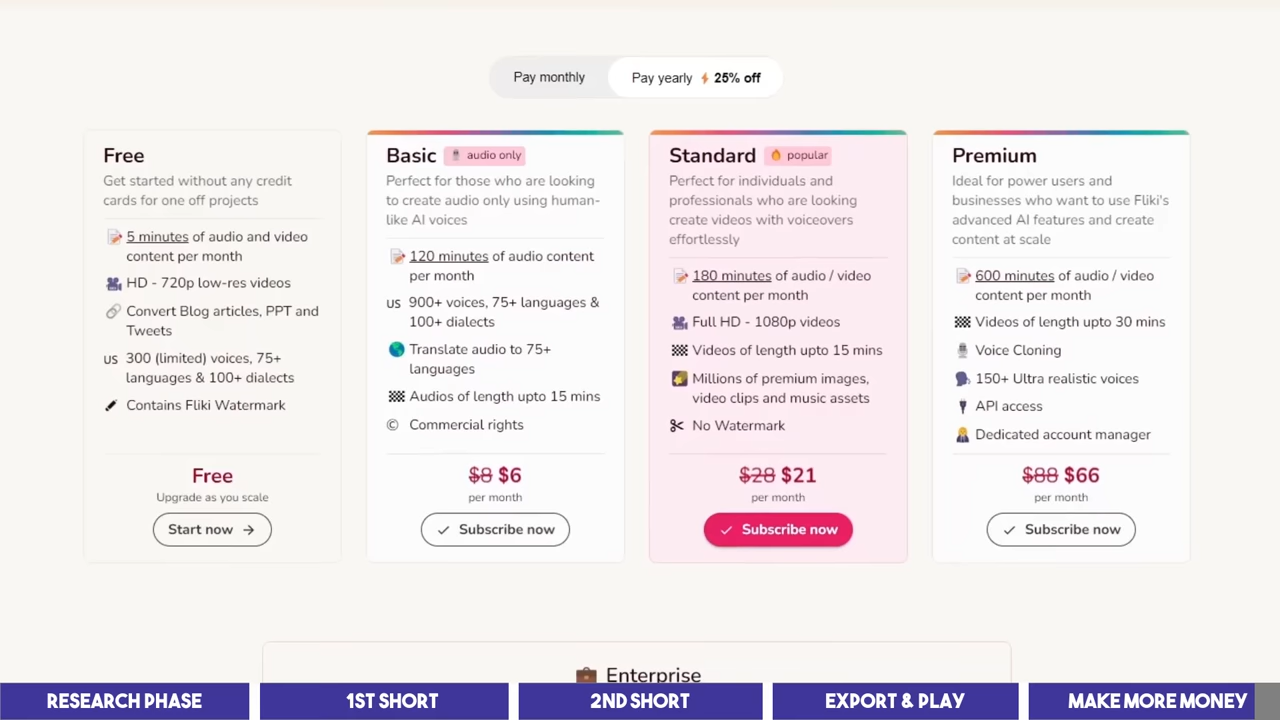 Pay monthly
Pay yearly ⚡ 25% off
Free
Get started without any credit
cards for one off projects
5 minutes of audio and video
content per month
HD - 720p low-res videos
Convert Blog articles, PPT and
Tweets
US 300 (limited) voices, 75+
languages & 100+ dialects
Contains Fliki Watermark
Free
Upgrade as you scale
Start now →
Basic audio only
Perfect for those who are looking
to create audio only using human-
like AI voices
120 minutes of audio content
per month
US 900+ voices, 75+ languages &
100+ dialects
Translate audio to 75+
languages
Audios of length upto 15 mins
© Commercial rights
$8 $6
per month
✓ Subscribe now
Standard popular
Perfect for individuals and
professionals who are looking
create videos with voiceovers
effortlessly
180 minutes of audio / video
content per month
Full HD - 1080p videos
Videos of length upto 15 mins
Millions of premium images,
video clips and music assets
No Watermark
$28 $21
per month
✓ Subscribe now
Premium
Ideal for power users and
businesses who want to use Fliki's
advanced AI features and create
content at scale
600 minutes of audio / video
content per month
Videos of length upto 30 mins
Voice Cloning
150+ Ultra realistic voices
API access
Dedicated account manager
$88 $66
per month
✓ Subscribe now
Enterprise
RESEARCH PHASE
1ST SHORT
2ND SHORT
EXPORT & PLAY
MAKE MORE MONEY